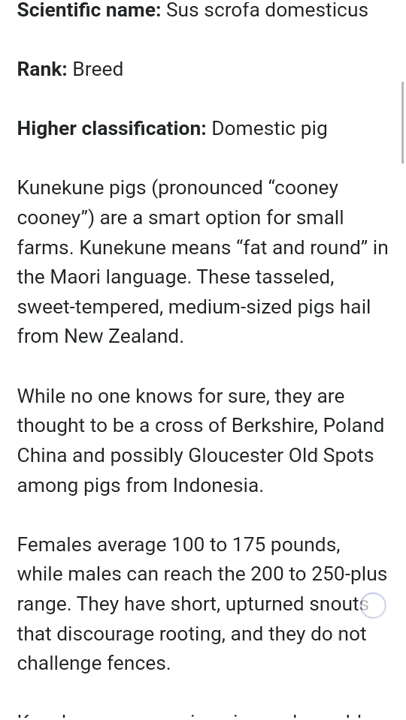 Scientific name: Sus scrofa domesticus
Rank: Breed
Higher classification: Domestic pig
Kunekune pigs (pronounced “cooney
cooney”) are a smart option for small
farms. Kunekune means “fat and round” in
the Maori language. These tasseled,
sweet-tempered, medium-sized pigs hail
from New Zealand.
While no one knows for sure, they are
thought to be a cross of Berkshire, Poland
China and possibly Gloucester Old Spots
among pigs from Indonesia.
Females average 100 to 175 pounds,
while males can reach the 200 to 250-plus
range. They have short, upturned snouts
that discourage rooting, and they do not
challenge fences.